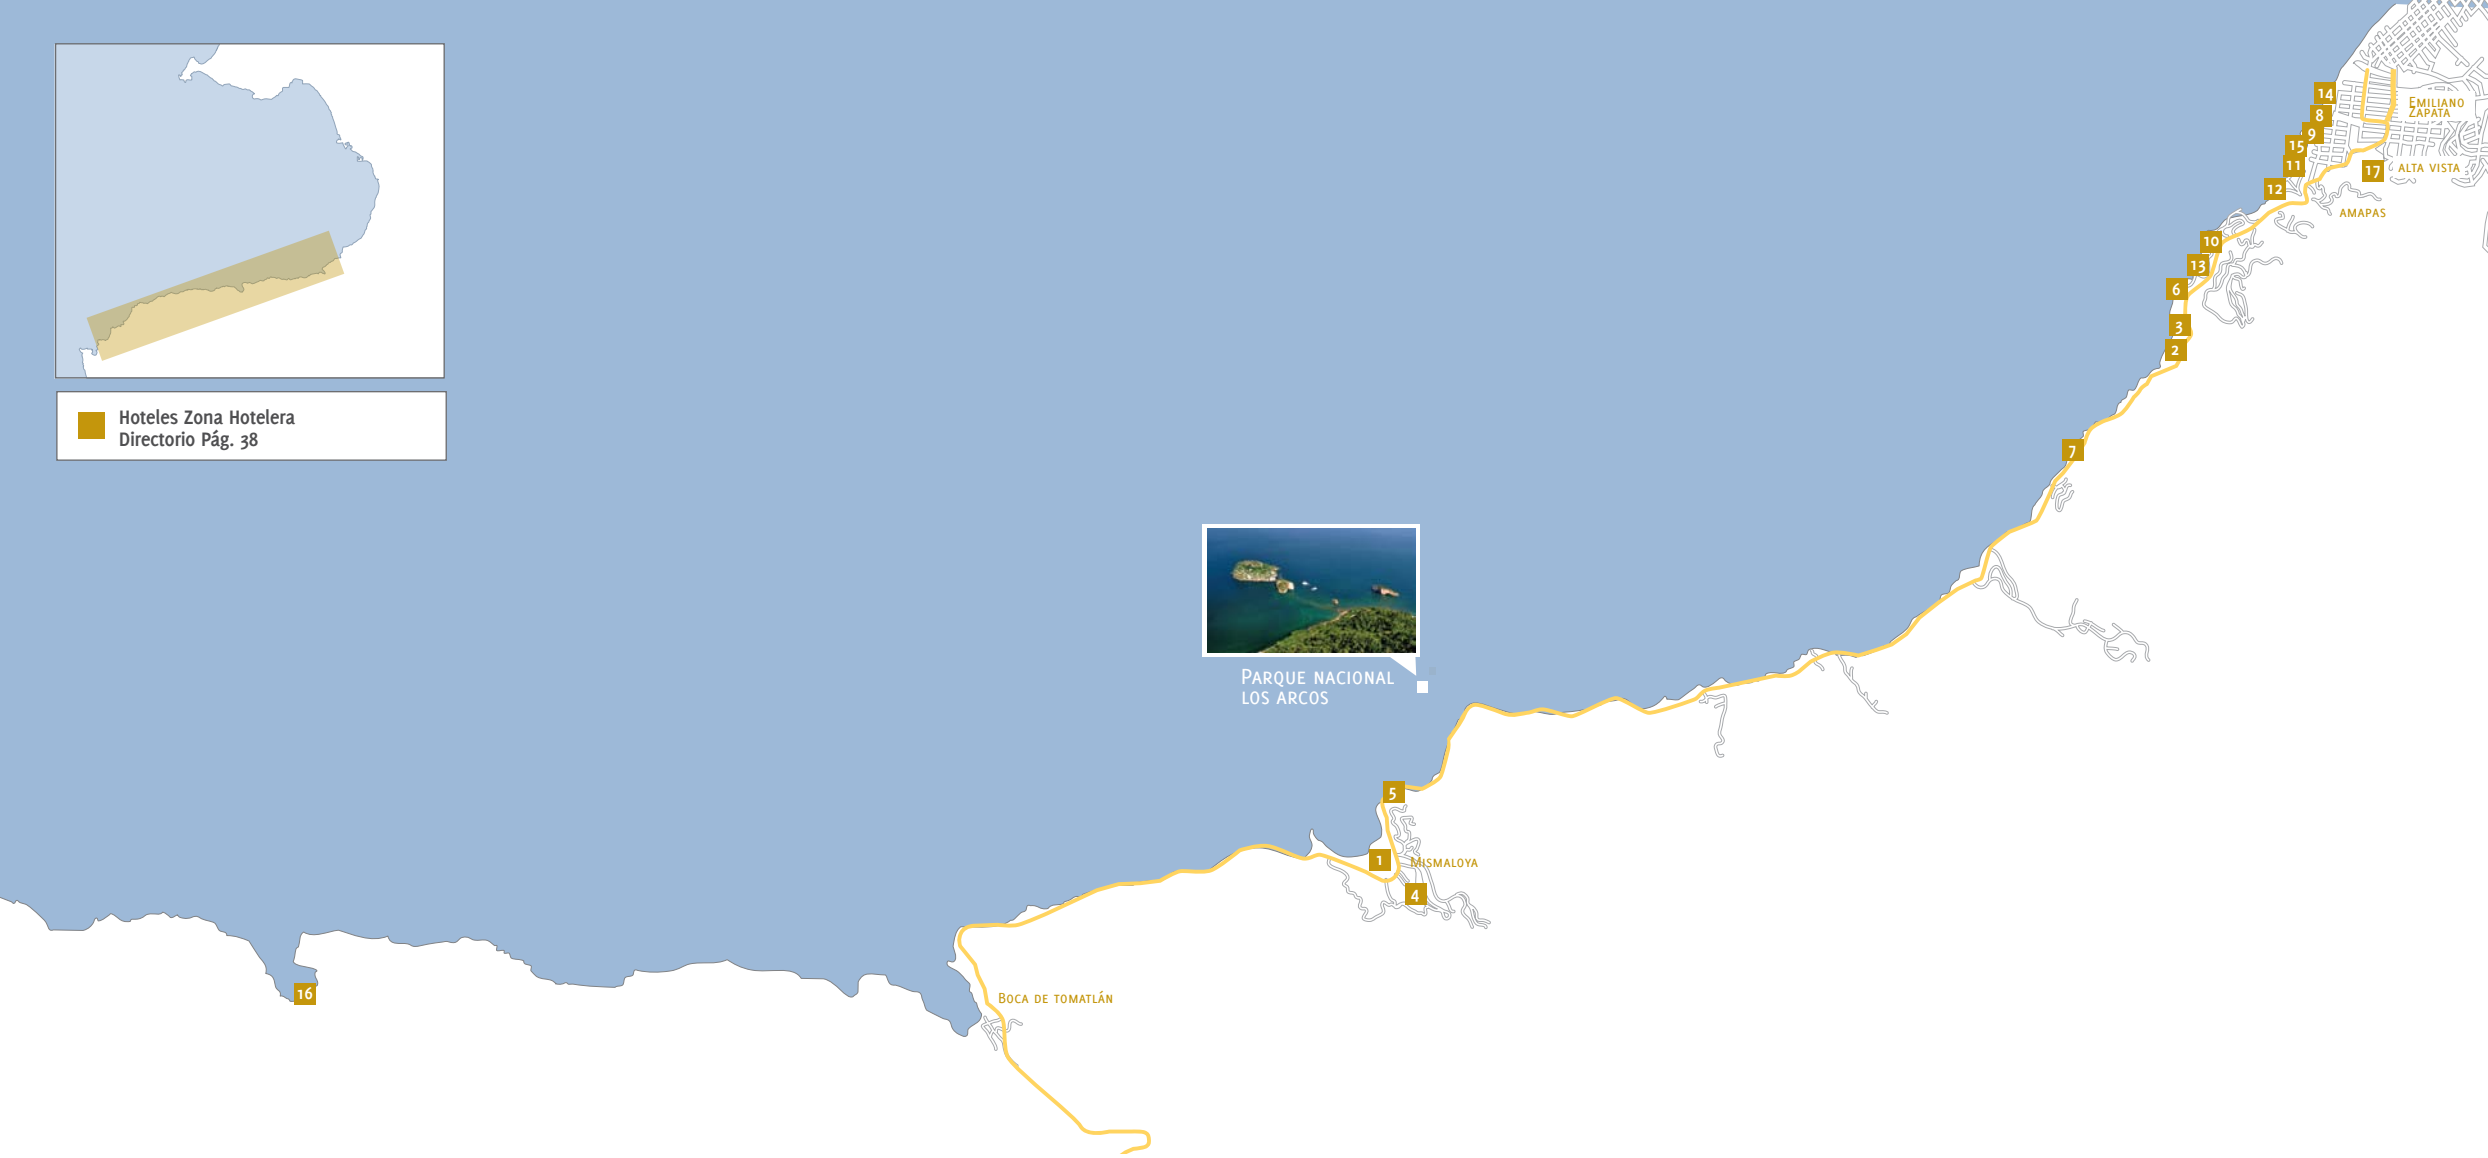 Hoteles Zona Hotelera
Directorio Pág. 38
14
8
9
15
11
12
17
Emiliano
Zapata
alta vista
amapas
10
13
6
3
2
7
Parque nacional
los arcos
5
1
Mismaloya
4
16
Boca de tomatlán